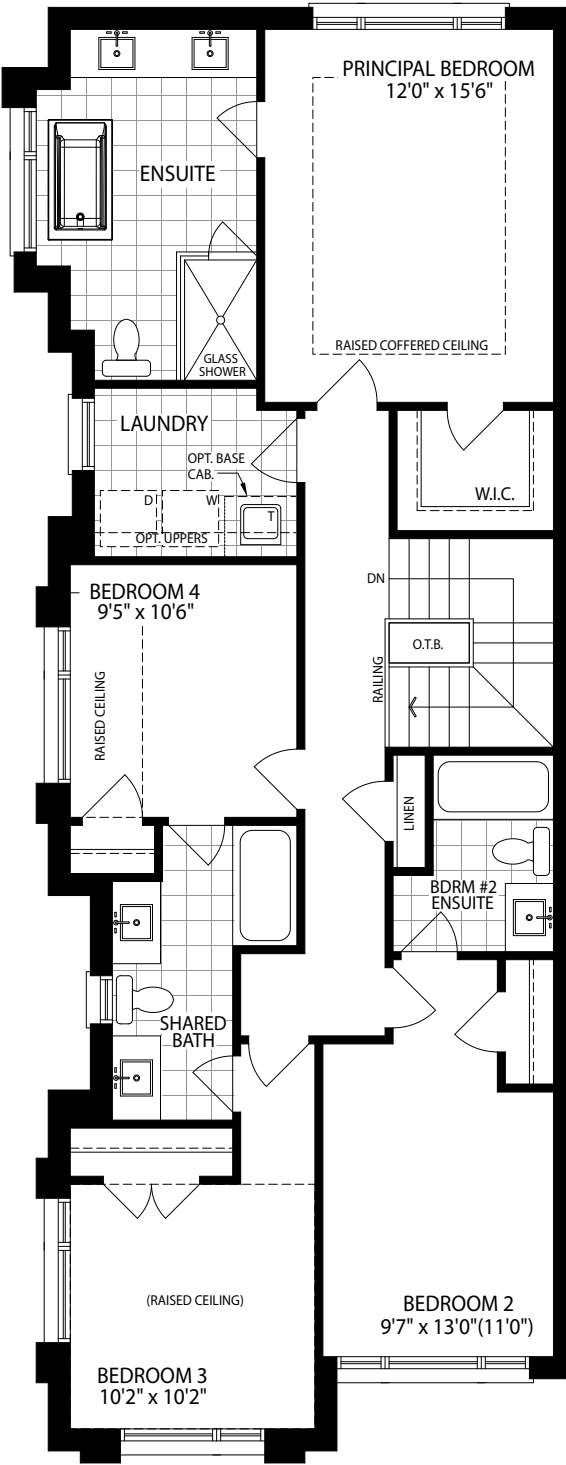 PRINCIPAL BEDROOM
12'0" x 15'6"
ENSUITE
RAISED COFFERED CEILING
GLASS
SHOWER
LAUNDRY
OPT. BASE
CAB.
W.I.C.
D
W
T
OPT. UPPERS
DN
BEDROOM 4
9'5" x 10'6"
O.T.B.
RAILING
RAISED CEILING
LINEN
BDRM #2
ENSUITE
SHARED
BATH
(RAISED CEILING)
BEDROOM 2
9'7" x 13'0"(11'0")
BEDROOM 3
10'2" x 10'2"